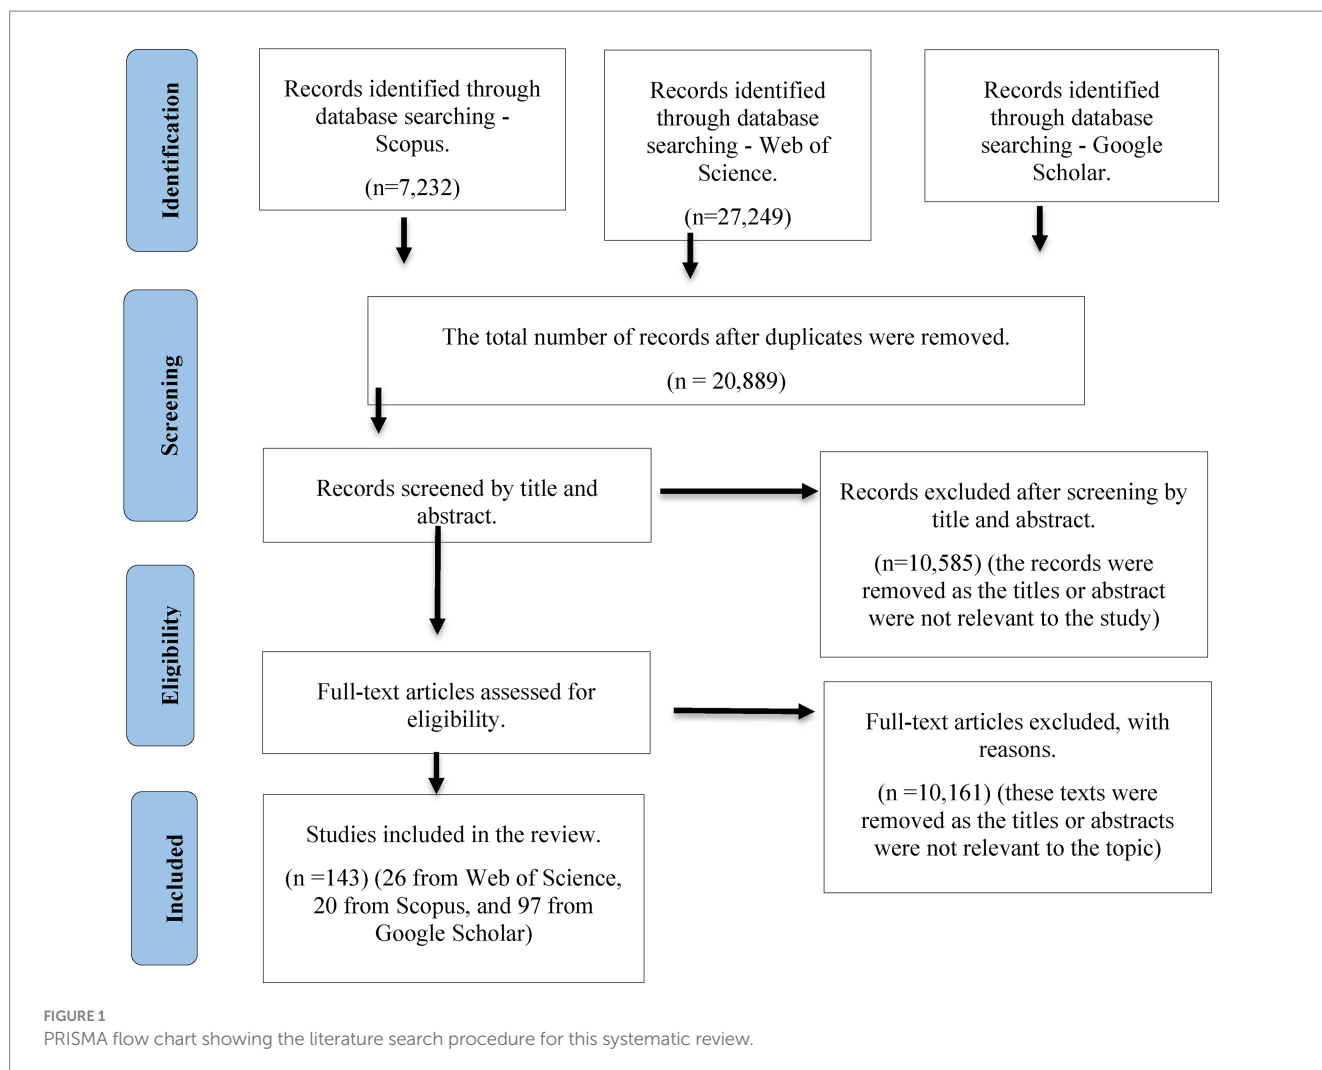 Identification
Records identified through
database searching -
Scopus.
(n=7,232)
Records identified
through database
searching - Web of
Science.
(n=27,249)
Records identified
through database
searching - Google
Scholar.
Screening
The total number of records after duplicates were removed.
(n = 20,889)
Records screened by title and
abstract.
Records excluded after screening by
title and abstract.
(n=10,585) (the records were
removed as the titles or abstract
were not relevant to the study)
Eligibility
Full-text articles assessed for
eligibility.
Full-text articles excluded, with
reasons.
(n =10,161) (these texts were
removed as the titles or abstracts
were not relevant to the topic)
Included
Studies included in the review.
(n =143) (26 from Web of Science,
20 from Scopus, and 97 from
Google Scholar)
FIGURE 1
PRISMA flow chart showing the literature search procedure for this systematic review.